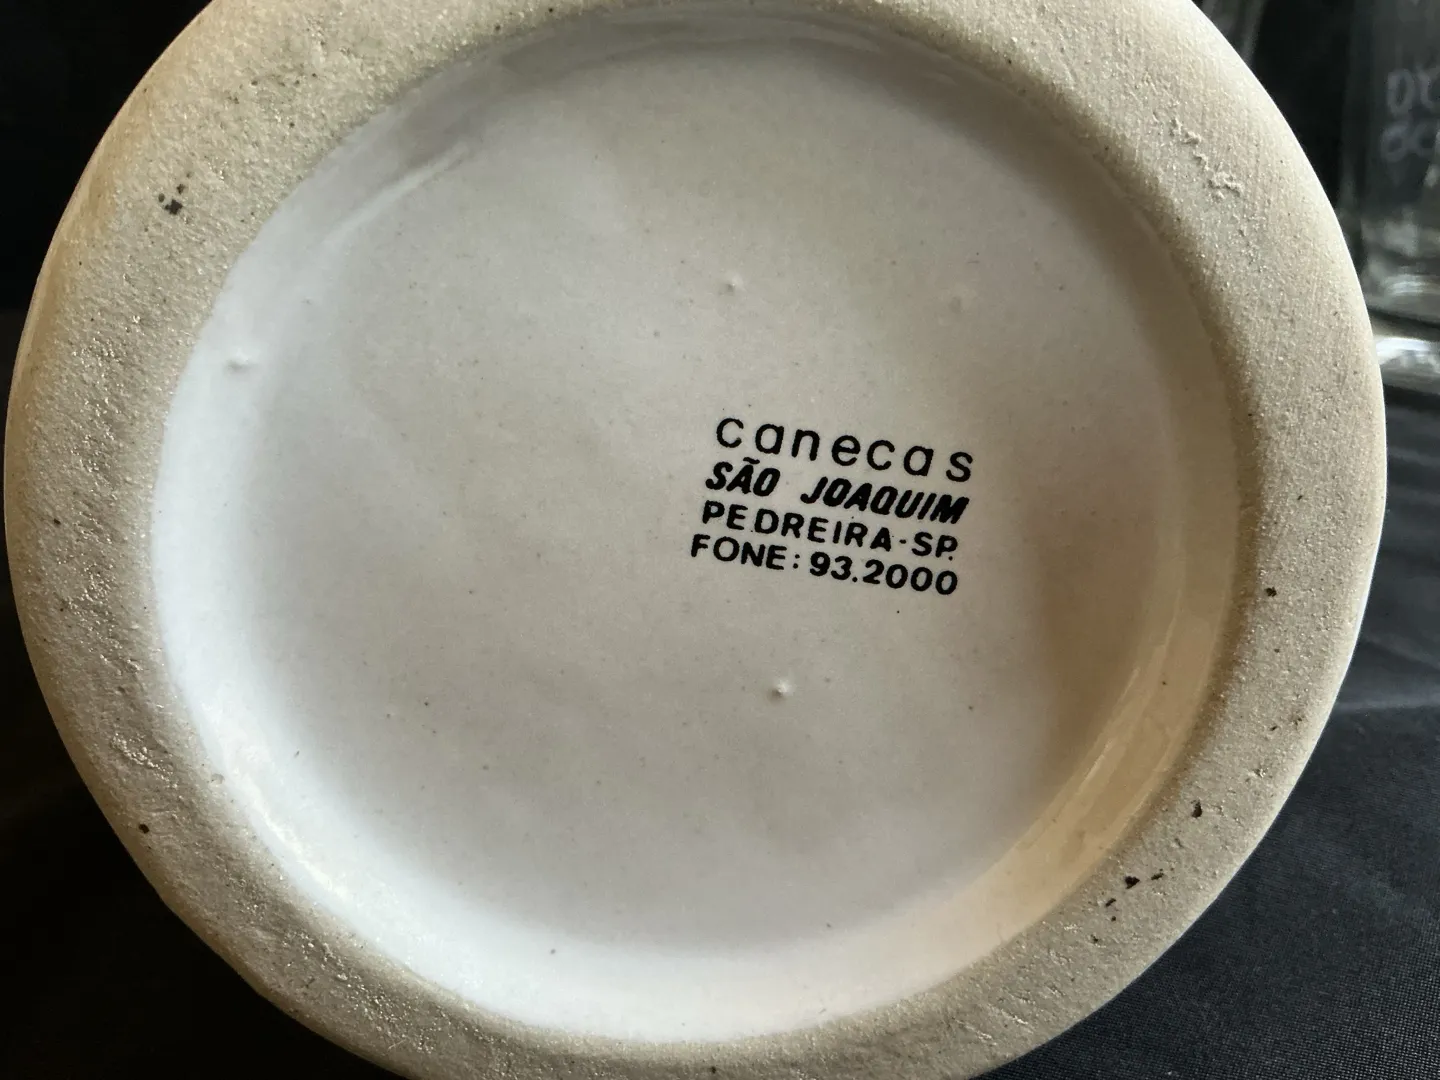 canecas
SÃO JOAQUIM
PEDREIRA-SP.
FONE: 93.2000